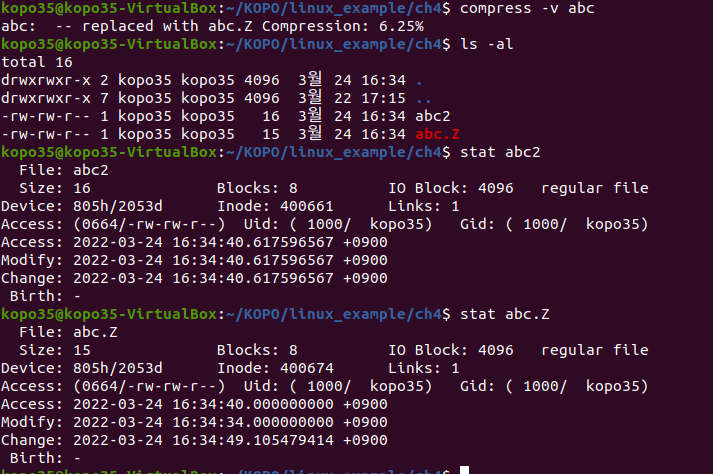 kopo35@kopo35-VirtualBox:~/KOPO/linux_example/ch4$ compress -v abc
abc:  -- replaced with abc.Z Compression: 6.25%
kopo35@kopo35-VirtualBox:~/KOPO/linux_example/ch4$ ls -al
total 16
drwxrwxr-x 2 kopo35 kopo35 4096  3월 24 16:34 .
drwxrwxr-x 7 kopo35 kopo35 4096  3월 22 17:15 ..
-rw-rw-r-- 1 kopo35 kopo35   16  3월 24 16:34 abc2
-rw-rw-r-- 1 kopo35 kopo35   15  3월 24 16:34 abc.Z
kopo35@kopo35-VirtualBox:~/KOPO/linux_example/ch4$ stat abc2
  File: abc2
  Size: 16              Blocks: 8          IO Block: 4096   regular file
Device: 805h/2053d      Inode: 400661      Links: 1
Access: (0664/-rw-rw-r--)  Uid: ( 1000/  kopo35)   Gid: ( 1000/  kopo35)
Access: 2022-03-24 16:34:40.617596567 +0900
Modify: 2022-03-24 16:34:40.617596567 +0900
Change: 2022-03-24 16:34:40.617596567 +0900
 Birth: -
kopo35@kopo35-VirtualBox:~/KOPO/linux_example/ch4$ stat abc.Z
  File: abc.Z
  Size: 15              Blocks: 8          IO Block: 4096   regular file
Device: 805h/2053d      Inode: 400674      Links: 1
Access: (0664/-rw-rw-r--)  Uid: ( 1000/  kopo35)   Gid: ( 1000/  kopo35)
Access: 2022-03-24 16:34:40.000000000 +0900
Modify: 2022-03-24 16:34:34.000000000 +0900
Change: 2022-03-24 16:34:49.105479414 +0900
 Birth: -
kopo35@kopo35-VirtualBox:~/KOPO/linux_example/ch4$